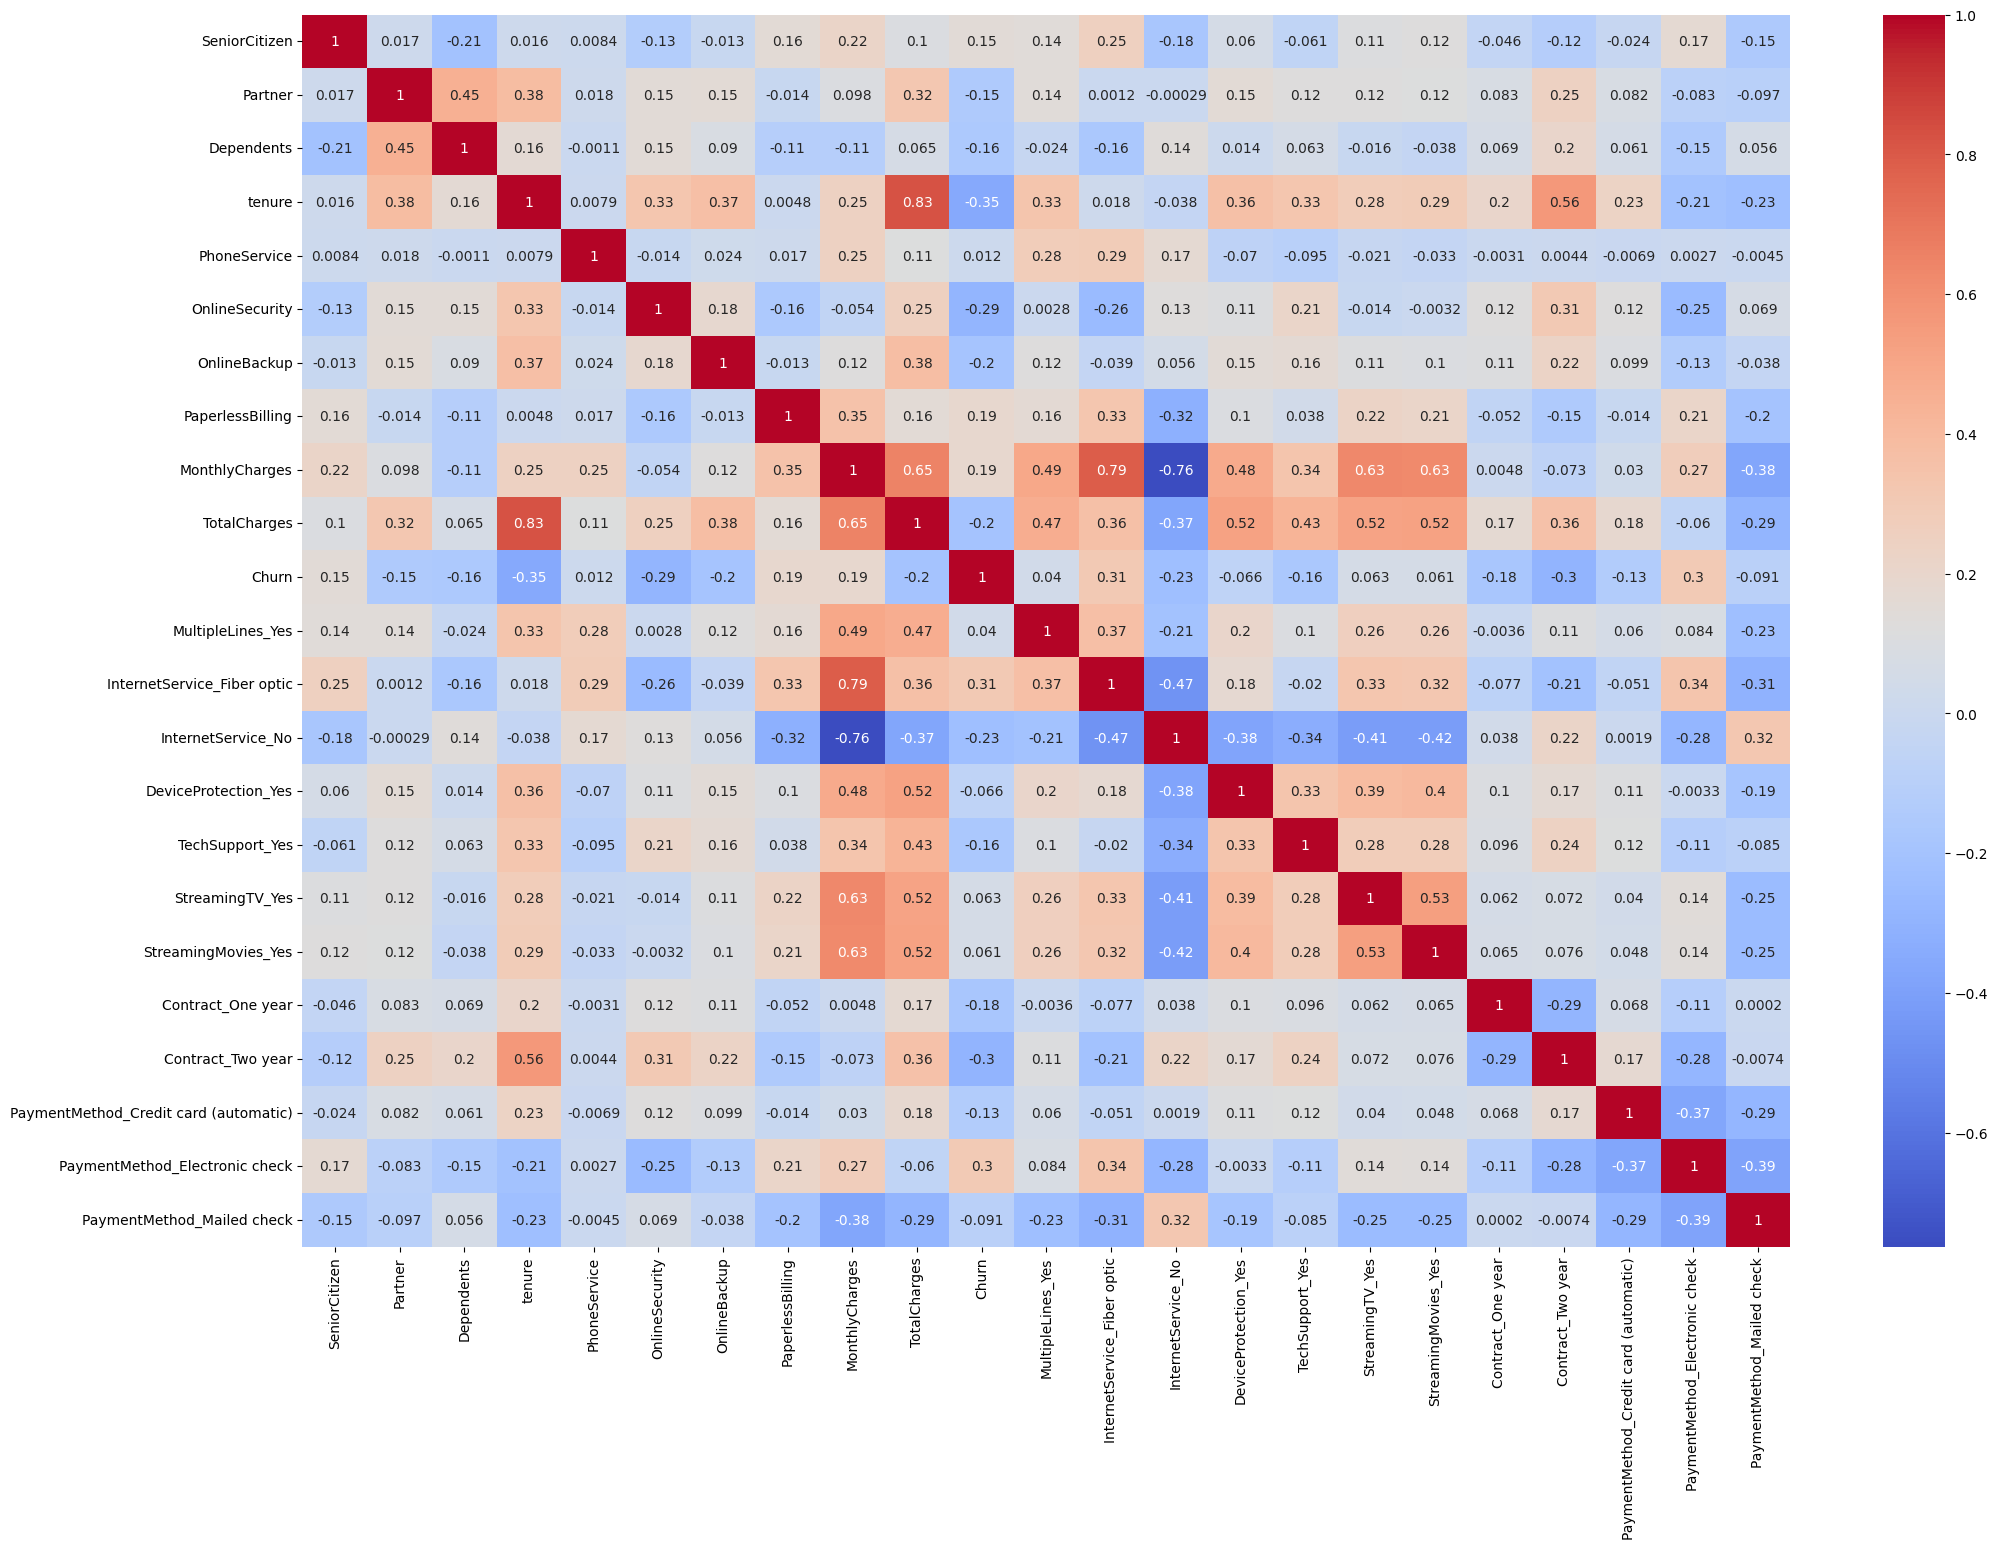 SeniorCitizen 1 0.017 -0.21 0.016 0.0084 -0.13 -0.013 0.16 0.22 0.1 0.15 0.14 0.25 -0.18 0.06 -0.061 0.11 0.12 -0.046 -0.12 -0.024 0.17 -0.15
Partner 0.017 1 0.45 0.38 0.018 0.15 0.15 -0.014 0.098 0.32 -0.15 0.14 0.0012 -0.00029 0.15 0.12 0.12 0.12 0.083 0.25 0.082 -0.083 -0.097
Dependents -0.21 0.45 1 0.16 -0.0011 0.15 0.09 -0.11 -0.11 0.065 -0.16 -0.024 -0.16 0.14 0.014 0.063 -0.016 -0.038 0.069 0.2 0.061 -0.15 0.056
tenure 0.016 0.38 0.16 1 0.0079 0.33 0.37 0.0048 0.25 0.83 -0.35 0.33 0.018 -0.038 0.36 0.33 0.28 0.29 0.2 0.56 0.23 -0.21 -0.23
PhoneService 0.0084 0.018 -0.0011 0.0079 1 -0.014 0.024 0.017 0.25 0.11 0.012 0.28 0.29 0.17 -0.07 -0.095 -0.021 -0.033 -0.0031 0.0044 -0.0069 0.0027 -0.0045
OnlineSecurity -0.13 0.15 0.15 0.33 -0.014 1 0.18 -0.16 -0.054 0.25 -0.29 0.0028 -0.26 0.13 0.11 0.21 -0.014 -0.0032 0.12 0.31 0.12 -0.25 0.069
OnlineBackup -0.013 0.15 0.09 0.37 0.024 0.18 1 -0.013 0.12 0.38 -0.2 0.12 -0.039 0.056 0.15 0.16 0.11 0.1 0.11 0.22 0.099 -0.13 -0.038
PaperlessBilling 0.16 -0.014 -0.11 0.0048 0.017 -0.16 -0.013 1 0.35 0.16 0.19 0.16 0.33 -0.32 0.1 0.038 0.22 0.21 -0.052 -0.15 -0.014 0.21 -0.2
MonthlyCharges 0.22 0.098 -0.11 0.25 0.25 -0.054 0.12 0.35 1 0.65 0.19 0.49 0.79 -0.76 0.48 0.34 0.63 0.63 0.0048 -0.073 0.03 0.27 -0.38
TotalCharges 0.1 0.32 0.065 0.83 0.11 0.25 0.38 0.16 0.65 1 -0.2 0.47 0.36 -0.37 0.52 0.43 0.52 0.52 0.17 0.36 0.18 -0.06 -0.29
Churn 0.15 -0.15 -0.16 -0.35 0.012 -0.29 -0.2 0.19 0.19 -0.2 1 0.04 0.31 -0.23 -0.066 -0.16 0.063 0.061 -0.18 -0.3 -0.13 0.3 -0.091
MultipleLines_Yes 0.14 0.14 -0.024 0.33 0.28 0.0028 0.12 0.16 0.49 0.47 0.04 1 0.37 -0.21 0.2 0.1 0.26 0.26 -0.0036 0.11 0.06 0.084 -0.23
InternetService_Fiber optic 0.25 0.0012 -0.16 0.018 0.29 -0.26 -0.039 0.33 0.79 0.36 0.31 0.37 1 -0.47 0.18 -0.02 0.33 0.32 -0.077 -0.21 -0.051 0.34 -0.31
InternetService_No -0.18 -0.00029 0.14 -0.038 0.17 0.13 0.056 -0.32 -0.76 -0.37 -0.23 -0.21 -0.47 1 -0.38 -0.34 -0.41 -0.42 0.038 0.22 0.0019 -0.28 0.32
DeviceProtection_Yes 0.06 0.15 0.014 0.36 -0.07 0.11 0.15 0.1 0.48 0.52 -0.066 0.2 0.18 -0.38 1 0.33 0.39 0.4 0.1 0.17 0.11 -0.0033 -0.19
TechSupport_Yes -0.061 0.12 0.063 0.33 -0.095 0.21 0.16 0.038 0.34 0.43 -0.16 0.1 -0.02 -0.34 0.33 1 0.28 0.28 0.096 0.24 0.12 -0.11 -0.085
StreamingTV_Yes 0.11 0.12 -0.016 0.28 -0.021 -0.014 0.11 0.22 0.63 0.52 0.063 0.26 0.33 -0.41 0.39 0.28 1 0.53 0.062 0.072 0.04 0.14 -0.25
StreamingMovies_Yes 0.12 0.12 -0.038 0.29 -0.033 -0.0032 0.1 0.21 0.63 0.52 0.061 0.26 0.32 -0.42 0.4 0.28 0.53 1 0.065 0.076 0.048 0.14 -0.25
Contract_One year -0.046 0.083 0.069 0.2 -0.0031 0.12 0.11 -0.052 0.0048 0.17 -0.18 -0.0036 -0.077 0.038 0.1 0.096 0.062 0.065 1 -0.29 0.068 -0.11 0.0002
Contract_Two year -0.12 0.25 0.2 0.56 0.0044 0.31 0.22 -0.15 -0.073 0.36 -0.3 0.11 -0.21 0.22 0.17 0.24 0.072 0.076 -0.29 1 0.17 -0.28 -0.0074
PaymentMethod_Credit card (automatic) -0.024 0.082 0.061 0.23 -0.0069 0.12 0.099 -0.014 0.03 0.18 -0.13 0.06 -0.051 0.0019 0.11 0.12 0.04 0.048 0.068 0.17 1 -0.37 -0.29
PaymentMethod_Electronic check 0.17 -0.083 -0.15 -0.21 0.0027 -0.25 -0.13 0.21 0.27 -0.06 0.3 0.084 0.34 -0.28 -0.0033 -0.11 0.14 0.14 -0.11 -0.28 -0.37 1 -0.39
PaymentMethod_Mailed check -0.15 -0.097 0.056 -0.23 -0.0045 0.069 -0.038 -0.2 -0.38 -0.29 -0.091 -0.23 -0.31 0.32 -0.19 -0.085 -0.25 -0.25 0.0002 -0.0074 -0.29 -0.39 1
SeniorCitizen
Partner
Dependents
tenure
PhoneService
OnlineSecurity
OnlineBackup
PaperlessBilling
MonthlyCharges
TotalCharges
Churn
MultipleLines_Yes
InternetService_Fiber optic
InternetService_No
DeviceProtection_Yes
TechSupport_Yes
StreamingTV_Yes
StreamingMovies_Yes
Contract_One year
Contract_Two year
PaymentMethod_Credit card (automatic)
PaymentMethod_Electronic check
PaymentMethod_Mailed check
1.0
0.8
0.6
0.4
0.2
0.0
−0.2
−0.4
−0.6